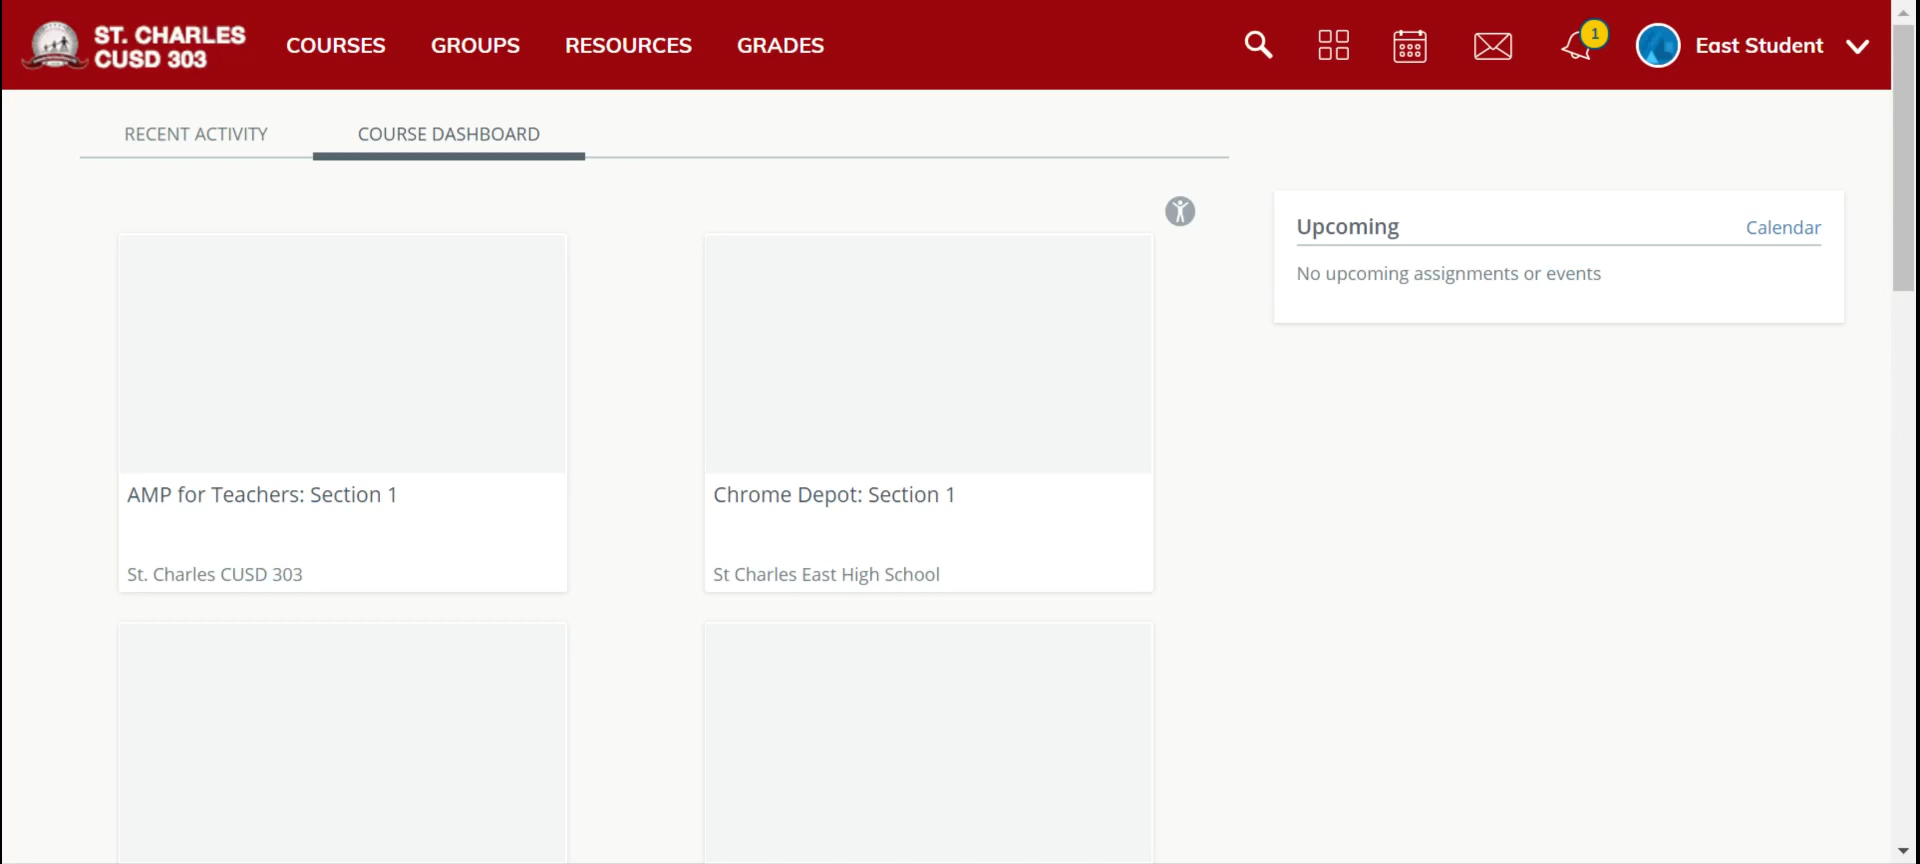 ST. CHARLES
CUSD 303
COURSES
GROUPS
RESOURCES
GRADES
1
East Student
RECENT ACTIVITY
COURSE DASHBOARD
Upcoming
Calendar
No upcoming assignments or events
AMP for Teachers: Section 1
St. Charles CUSD 303
Chrome Depot: Section 1
St Charles East High School